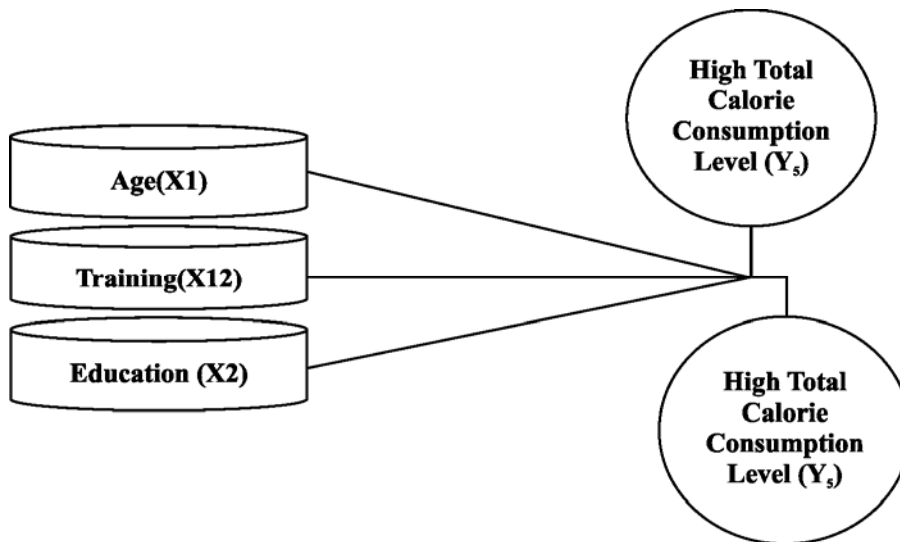 High Total
Calorie
Consumption
Level (Y₅)
Age(X1)
Training(X12)
Education (X2)
High Total
Calorie
Consumption
Level (Y₅)